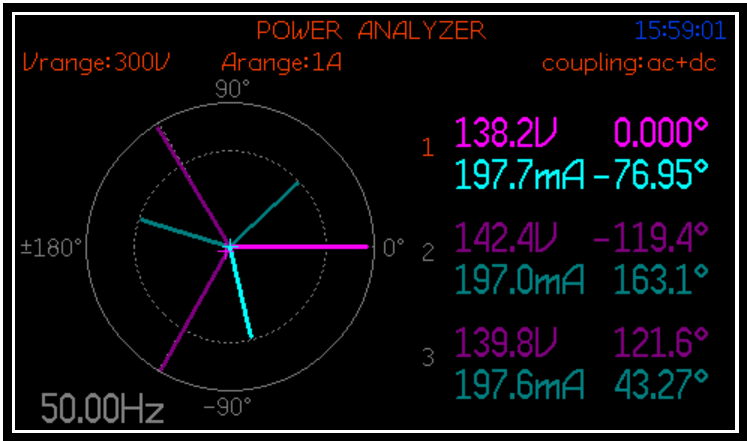 POWER ANALYZER 15:59:01
Vrange:300V Arange:1A coupling:ac+dc
90°
1 138.2V 0.000°
197.7mA -76.95°
±180° 0° 2 142.4V -119.4°
197.0mA 163.1°
3 139.8V 121.6°
197.6mA 43.27°
50.00Hz -90°